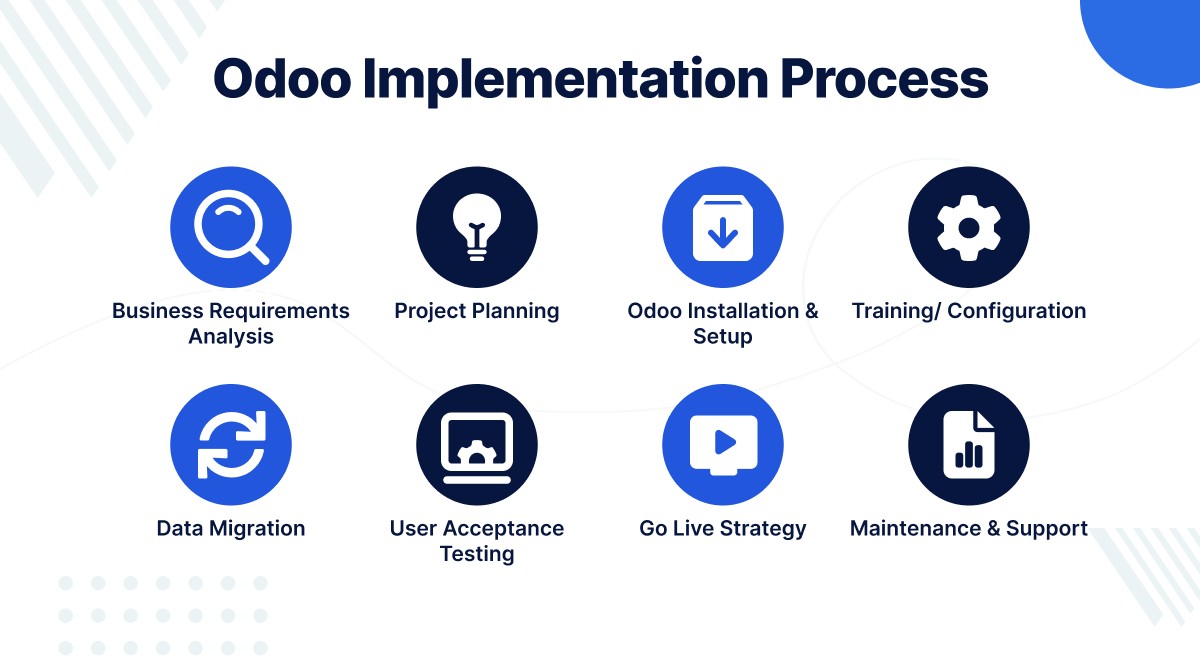 Odoo Implementation Process
Business Requirements
Analysis
Project Planning
Odoo Installation &
Setup
Training/ Configuration
Data Migration
User Acceptance
Testing
Go Live Strategy
Maintenance & Support